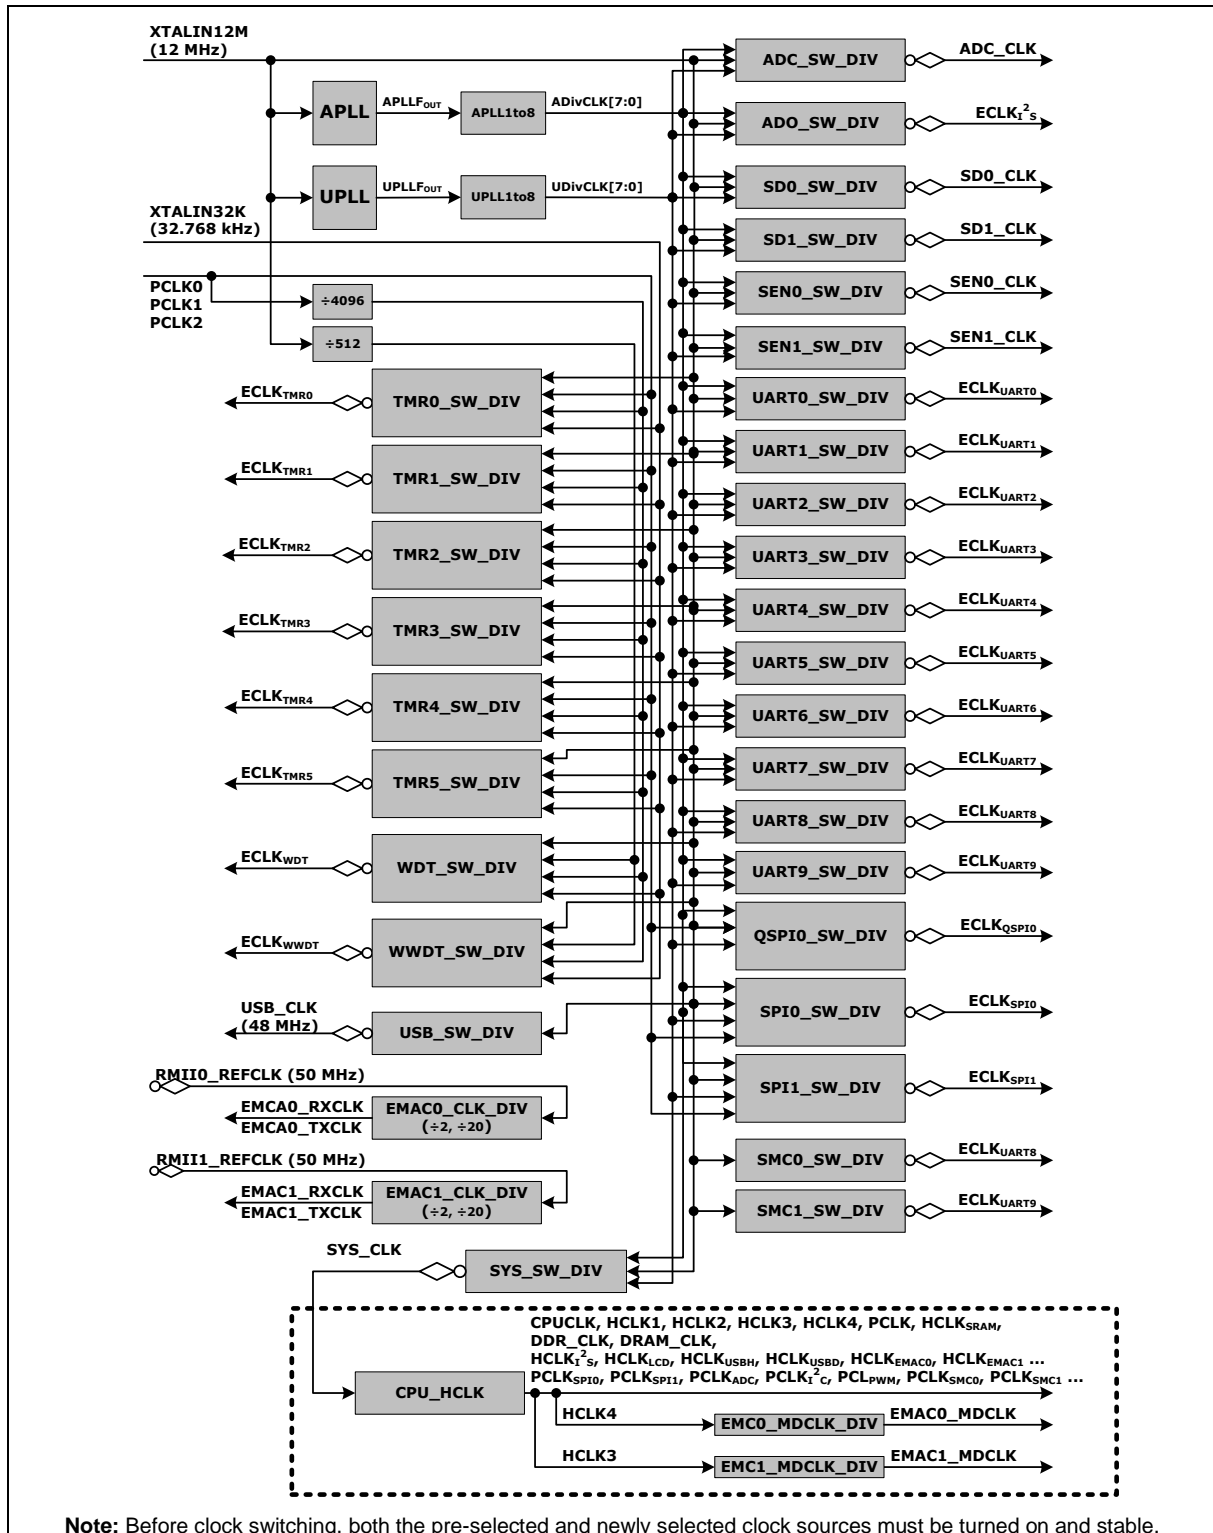 XTALIN12M
(12 MHz)
APLL
APLLFOUT
APLL1to8
ADivCLK[7:0]
UPLL
UPLLFOUT
UPLL1to8
UDivCLK[7:0]
XTALIN32K
(32.768 kHz)
PCLK0
PCLK1
PCLK2
÷4096
÷512
ECLKTMR0
TMR0_SW_DIV
ECLKTMR1
TMR1_SW_DIV
ECLKTMR2
TMR2_SW_DIV
ECLKTMR3
TMR3_SW_DIV
ECLKTMR4
TMR4_SW_DIV
ECLKTMR5
TMR5_SW_DIV
ECLKWDT
WDT_SW_DIV
ECLKWWDT
WWDT_SW_DIV
USB_CLK
(48 MHz)
USB_SW_DIV
RMII0_REFCLK (50 MHz)
EMCA0_RXCLK
EMCA0_TXCLK
EMAC0_CLK_DIV
(÷2, ÷20)
RMII1_REFCLK (50 MHz)
EMAC1_RXCLK
EMAC1_TXCLK
EMAC1_CLK_DIV
(÷2, ÷20)
ADC_SW_DIV
ADC_CLK
ADO_SW_DIV
ECLKI²S
SD0_SW_DIV
SD0_CLK
SD1_SW_DIV
SD1_CLK
SEN0_SW_DIV
SEN0_CLK
SEN1_SW_DIV
SEN1_CLK
UART0_SW_DIV
ECLKUART0
UART1_SW_DIV
ECLKUART1
UART2_SW_DIV
ECLKUART2
UART3_SW_DIV
ECLKUART3
UART4_SW_DIV
ECLKUART4
UART5_SW_DIV
ECLKUART5
UART6_SW_DIV
ECLKUART6
UART7_SW_DIV
ECLKUART7
UART8_SW_DIV
ECLKUART8
UART9_SW_DIV
ECLKUART9
QSPI0_SW_DIV
ECLKQSPI0
SPI0_SW_DIV
ECLKSPI0
SPI1_SW_DIV
ECLKSPI1
SMC0_SW_DIV
ECLKUART8
SMC1_SW_DIV
ECLKUART9
SYS_CLK
SYS_SW_DIV
CPUCLK, HCLK1, HCLK2, HCLK3, HCLK4, PCLK, HCLKSRAM,
DDR_CLK, DRAM_CLK,
HCLKI²S, HCLKLCD, HCLKUSBH, HCLKUSBD, HCLKEMAC0, HCLKEMAC1 ...
PCLKSPI0, PCLKSPI1, PCLKADC, PCLKI²C, PCLPWM, PCLKSMC0, PCLKSMC1 ...
CPU_HCLK
HCLK4
EMC0_MDCLK_DIV
EMAC0_MDCLK
HCLK3
EMC1_MDCLK_DIV
EMAC1_MDCLK
Note: Before clock switching, both the pre-selected and newly selected clock sources must be turned on and stable.